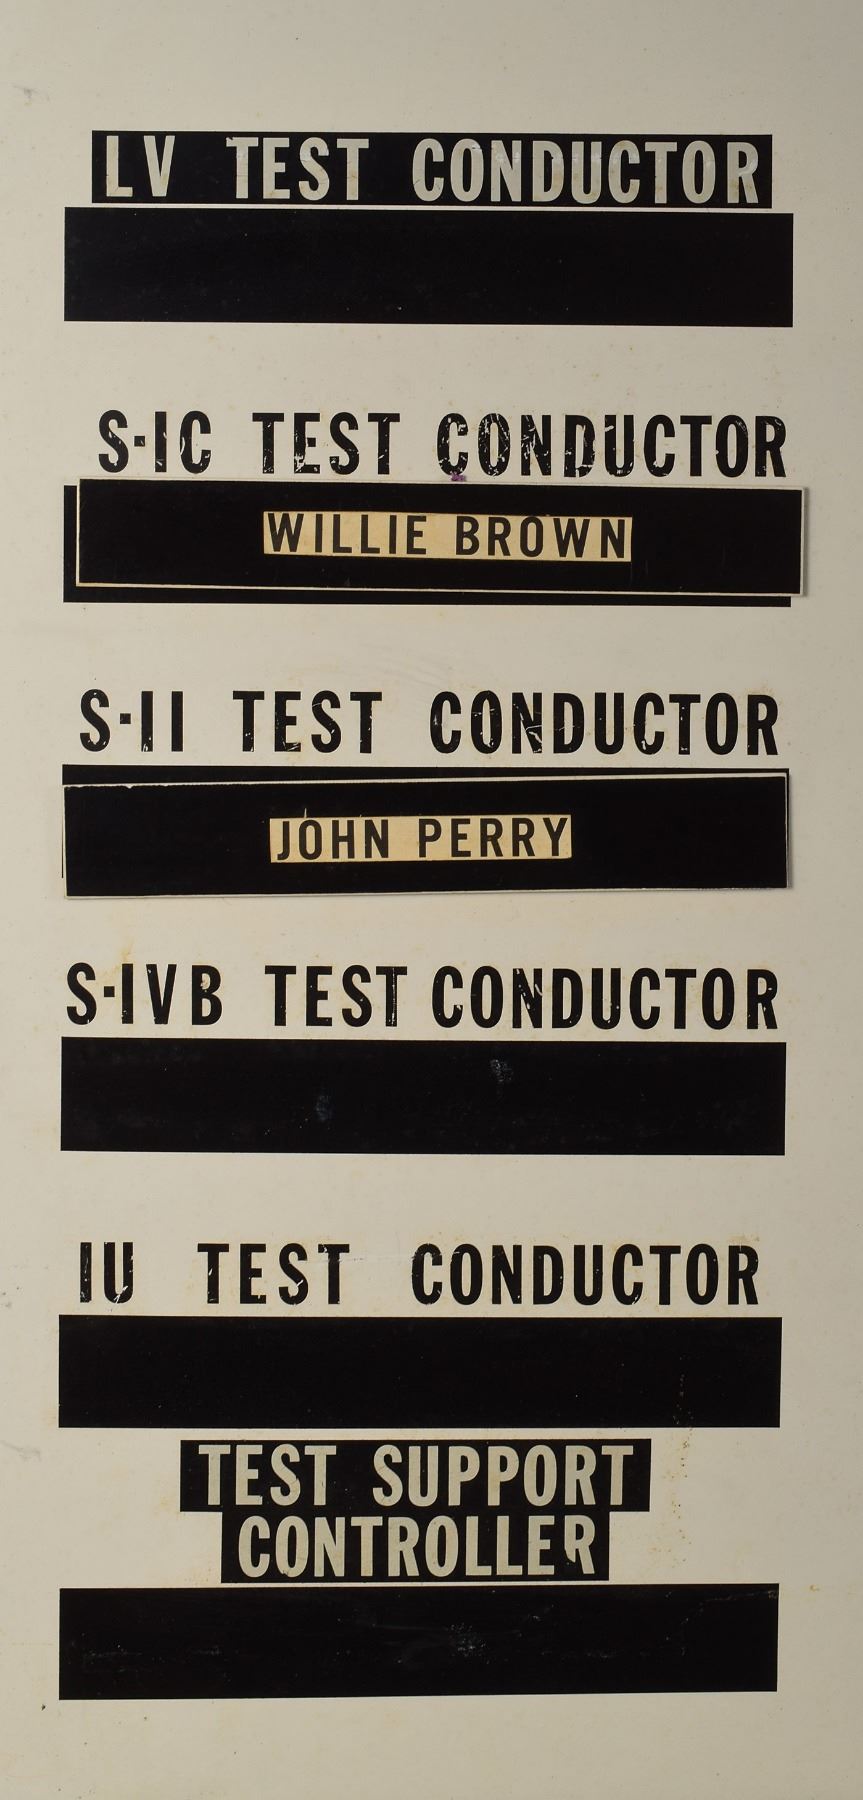 LV TEST CONDUCTOR
S-IC TEST CONDUCTOR
WILLIE BROWN
S-II TEST CONDUCTOR
JOHN PERRY
S-IVB TEST CONDUCTOR
IU TEST CONDUCTOR
TEST SUPPORT
CONTROLLER